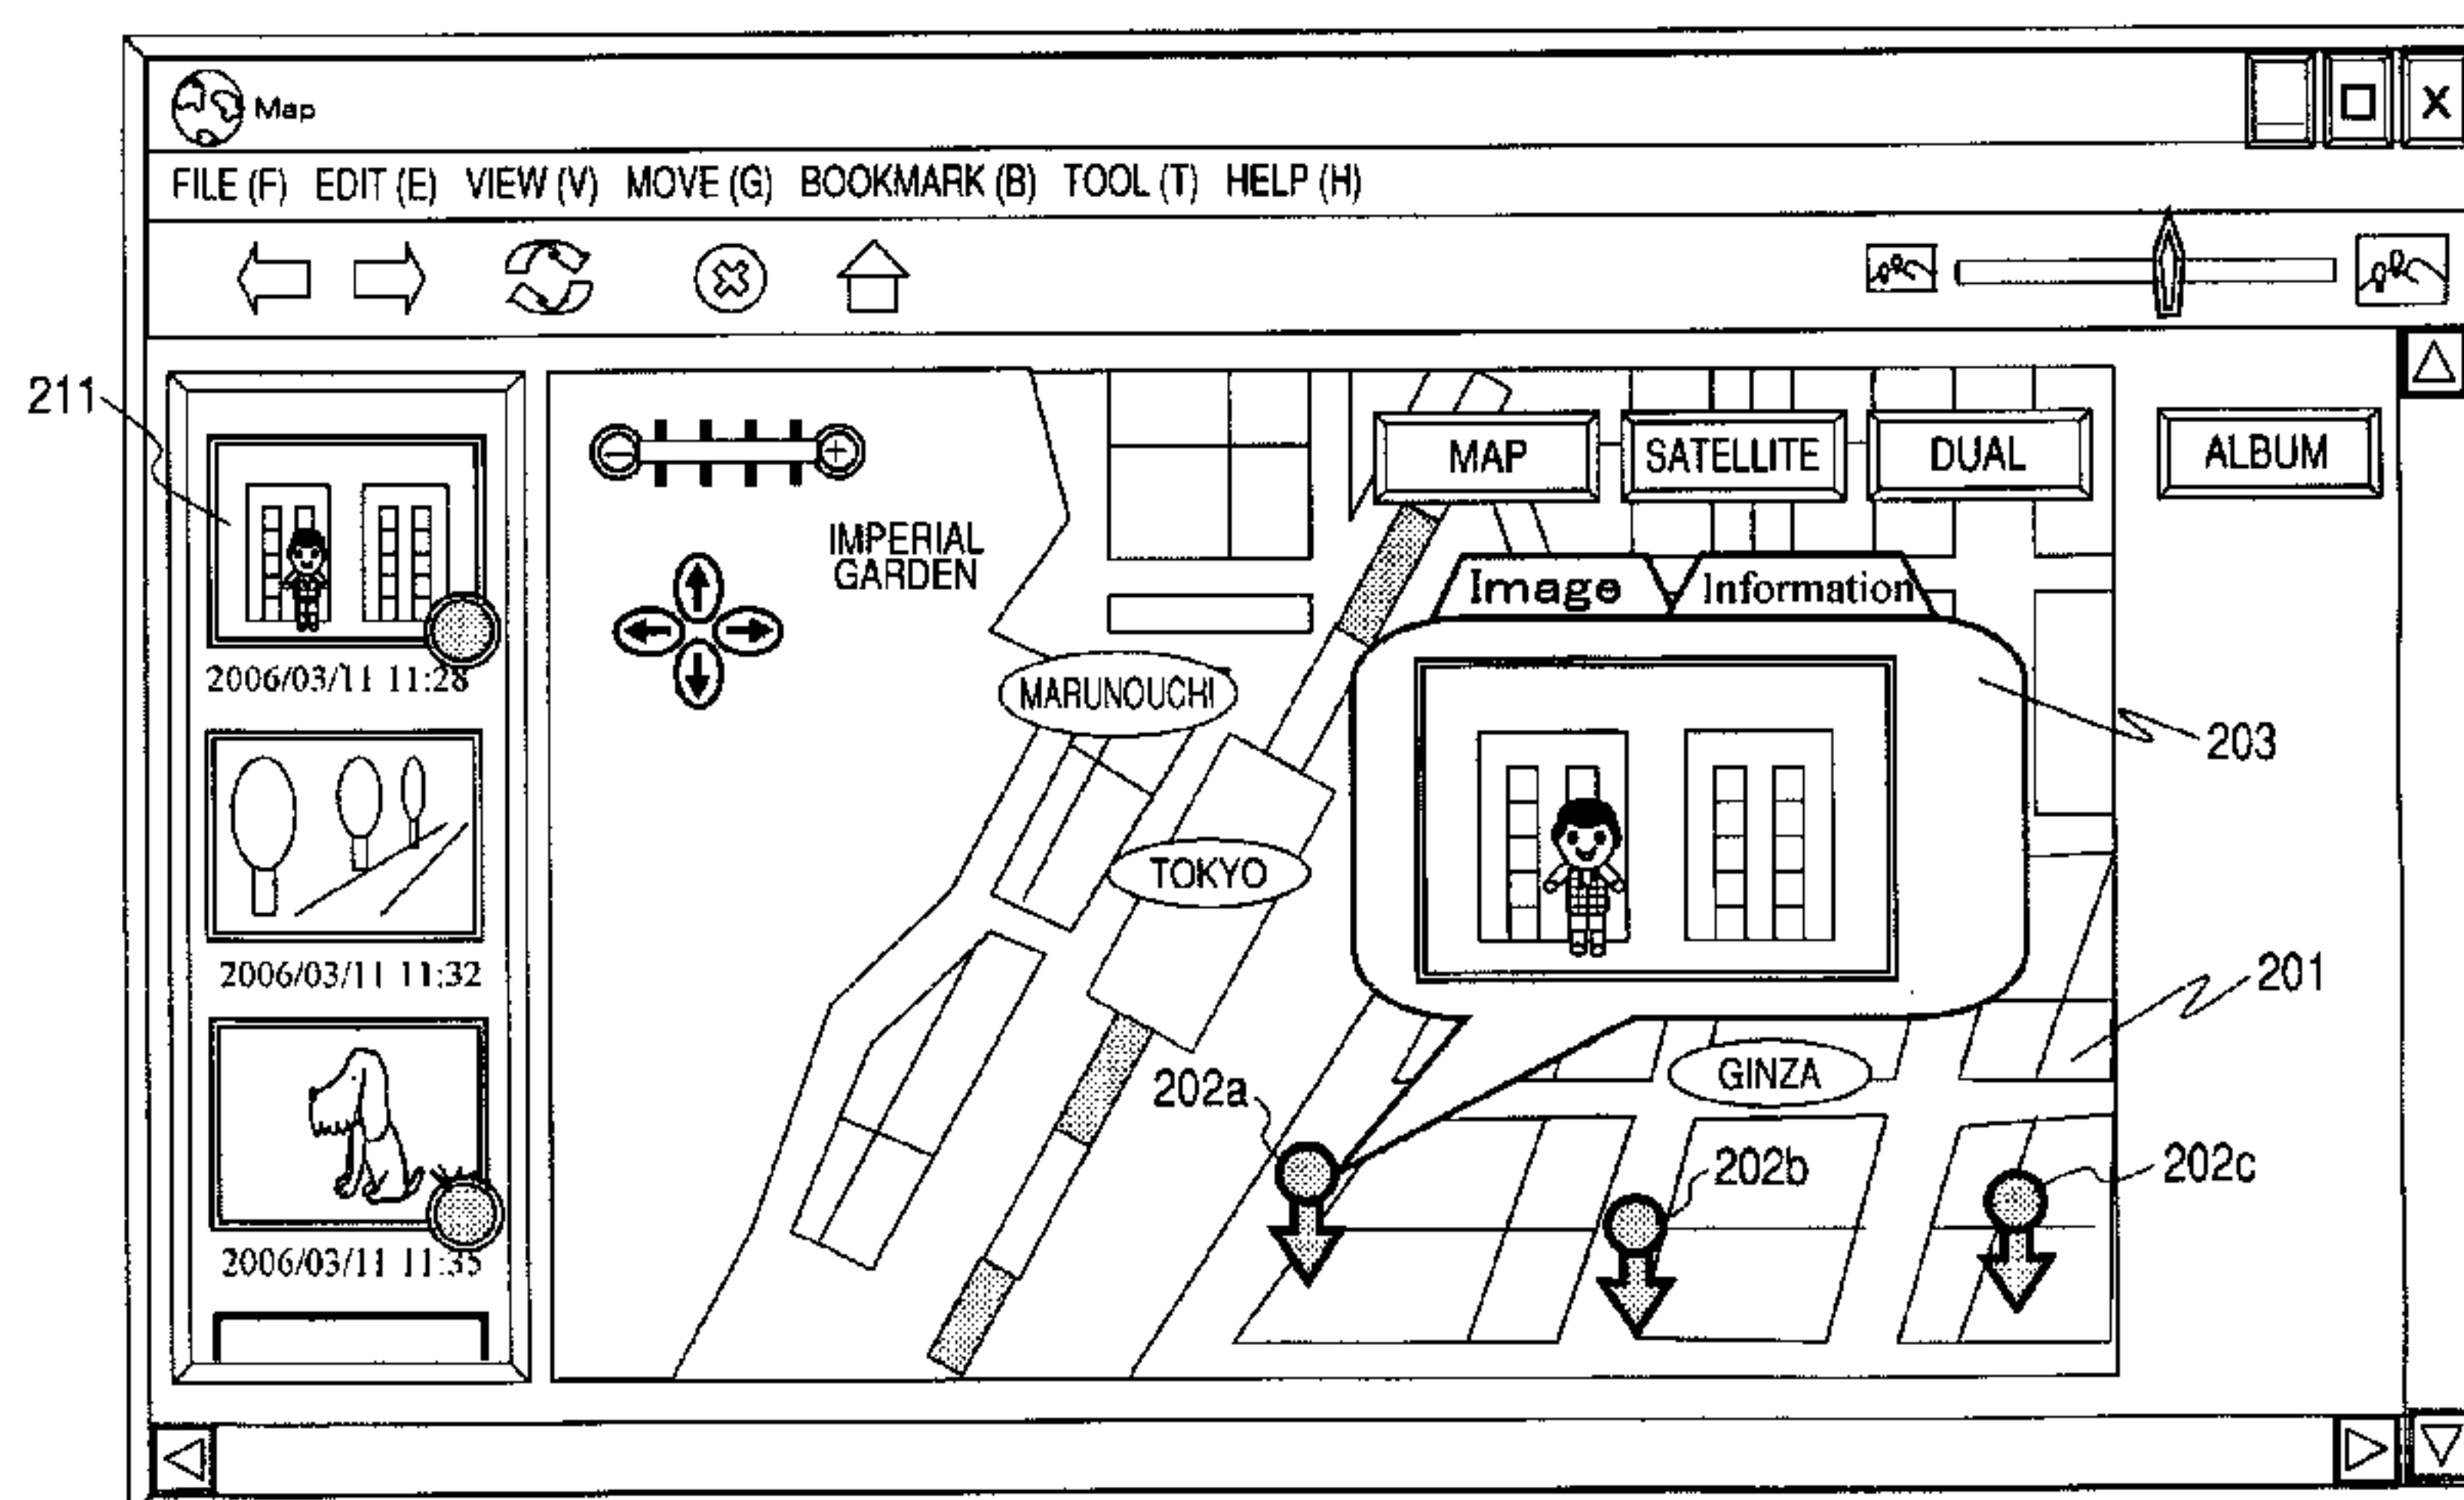 Map
X
FILE (F) EDIT (E) VIEW (V) MOVE (G) BOOKMARK (B) TOOL (T) HELP (H)
211
MAP
SATELLITE
DUAL
ALBUM
IMPERIAL
GARDEN
Image
Information
2006/03/11 11:28
MARUNOUCHI
203
TOKYO
2006/03/11 11:32
201
GINZA
202a
202b
202c
2006/03/11 11:35